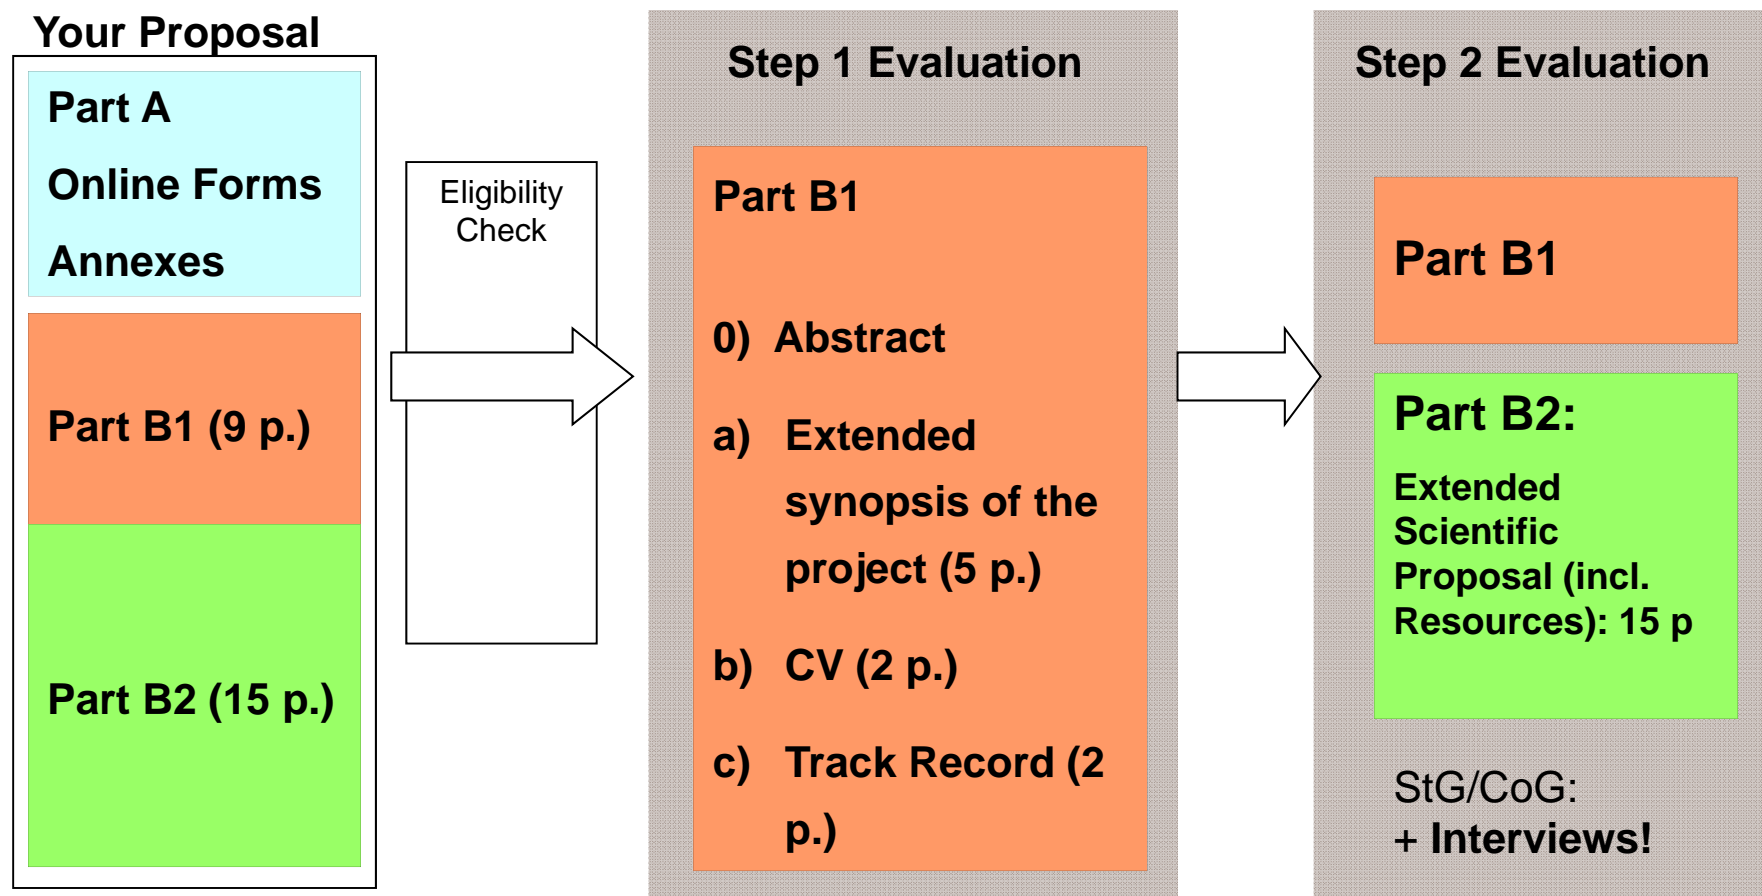 Your Proposal
Part A
Online Forms
Annexes
Part B1 (9 p.)
Part B2 (15 p.)
Eligibility
Check
Step 1 Evaluation
Part B1
0) Abstract
a) Extended
synopsis of the
project (5 p.)
b) CV (2 p.)
c) Track Record (2
p.)
Step 2 Evaluation
Part B1
Part B2:
Extended
Scientific
Proposal (incl.
Resources): 15 p
StG/CoG:
+ Interviews!